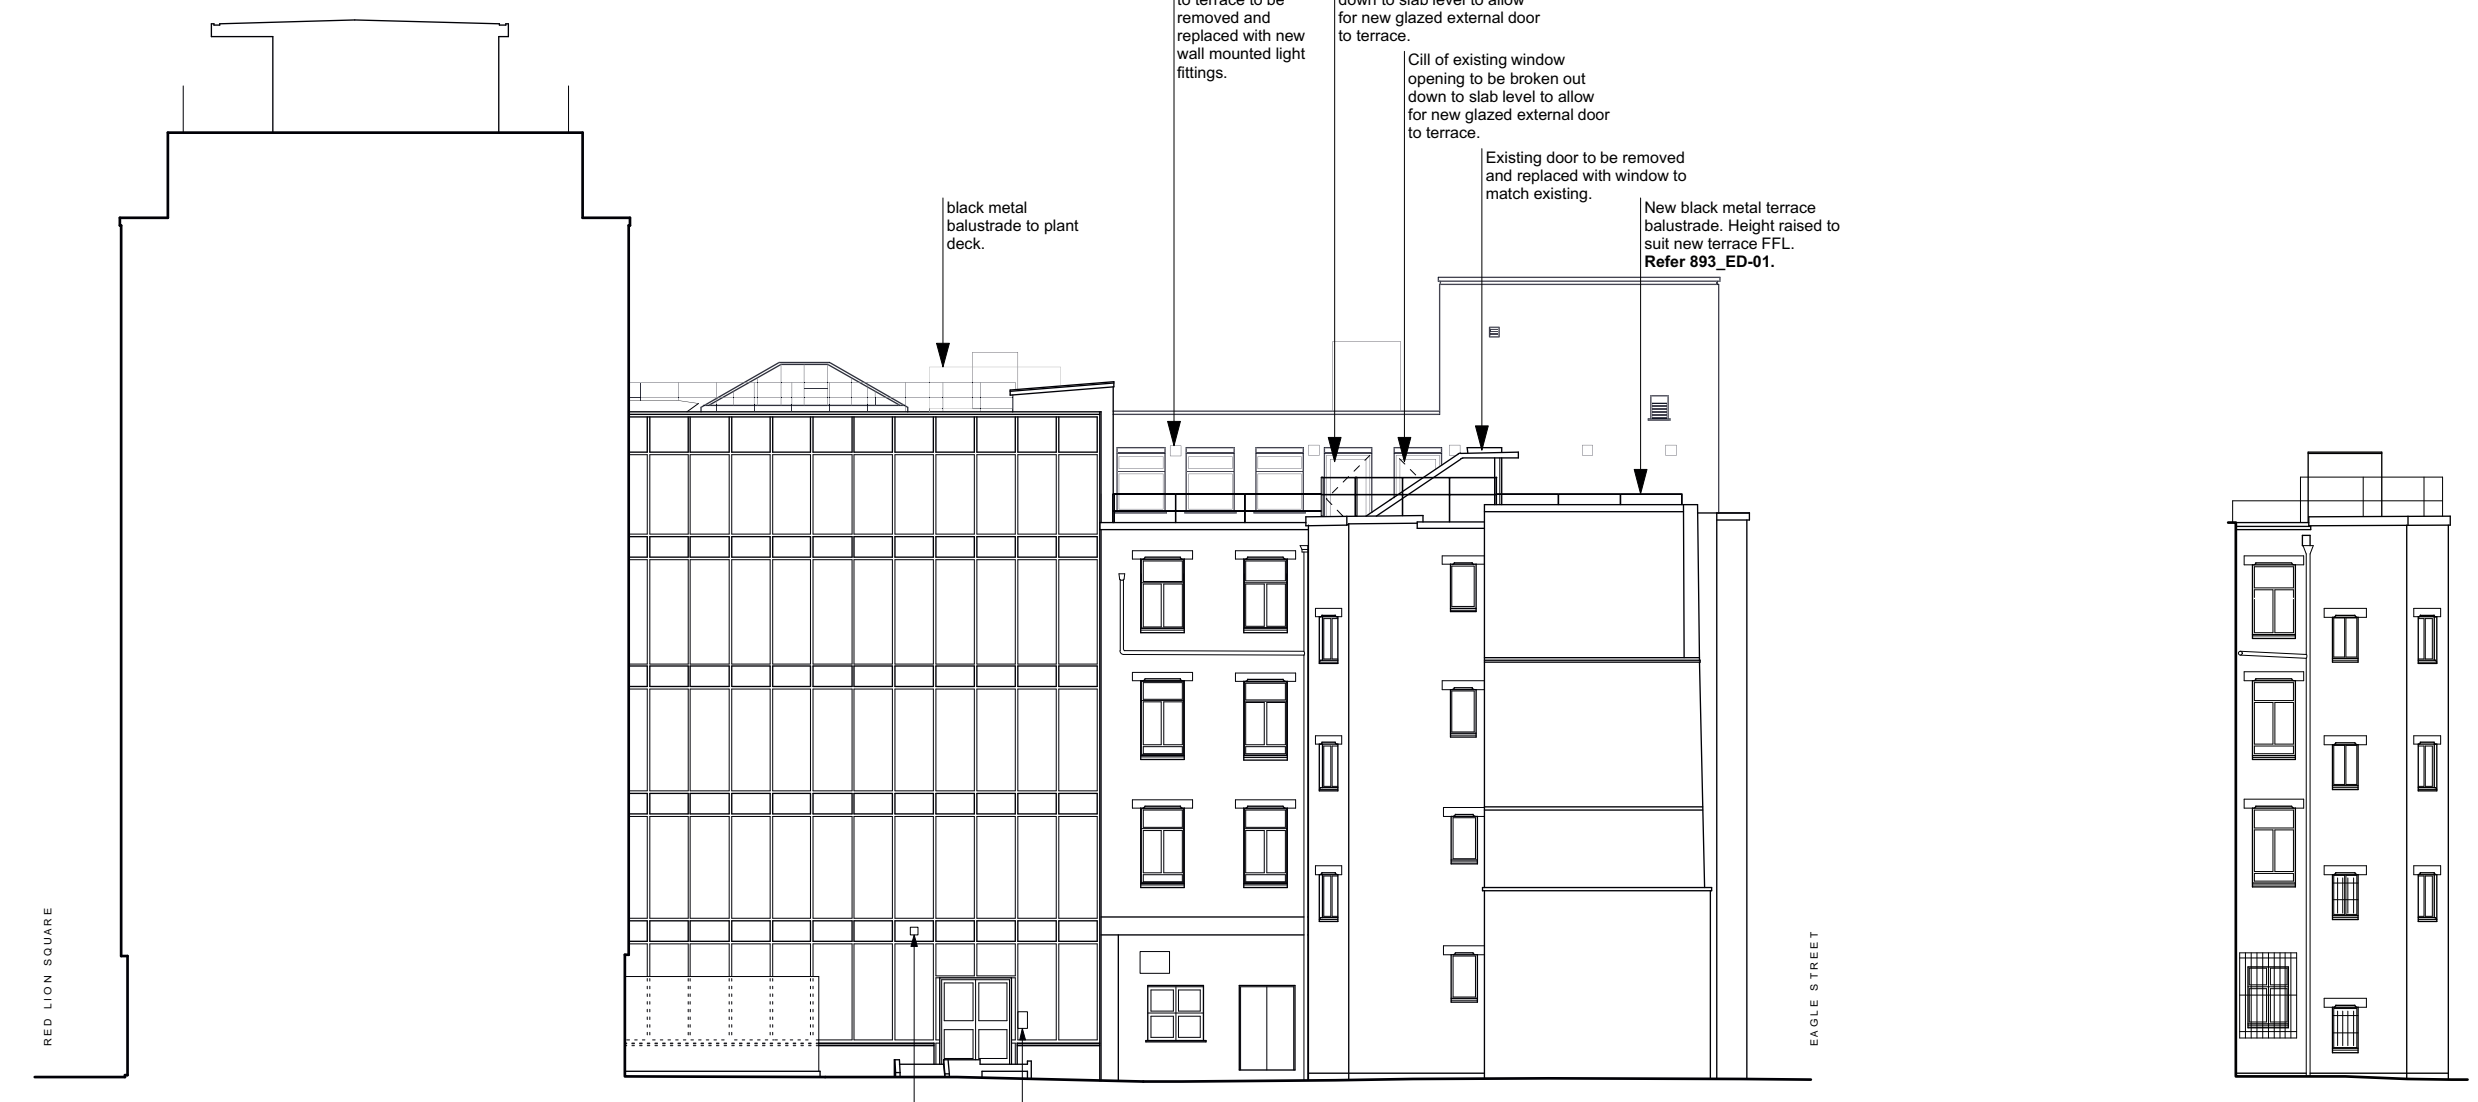 to terrace to be
removed and
replaced with new
wall mounted light
fittings.
down to slab level to allow
for new glazed external door
to terrace.
Cill of existing window
opening to be broken out
down to slab level to allow
for new glazed external door
to terrace.
Existing door to be removed
and replaced with window to
match existing.
black metal
balustrade to plant
deck.
New black metal terrace
balustrade. Height raised to
suit new terrace FFL.
Refer 893_ED-01.
RED LION SQUARE
EAGLE STREET